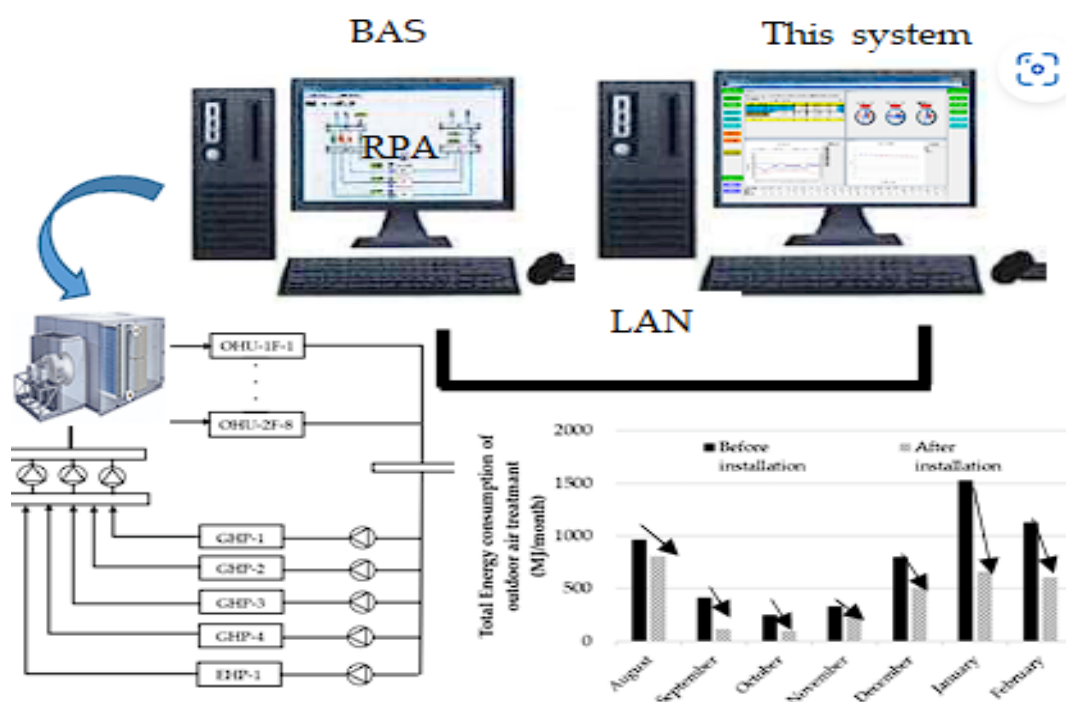 BAS
This system
RPA
LAN
OHU-1F-1
OHU-2F-8
GHP-1
GHP-2
GHP-3
GHP-4
EHP-1
Total Energy consumption of
outdoor air treatmant
(MJ/month)
2000
1500
1000
500
0
Before
installation
After
installation
August
September
October
November
December
January
February